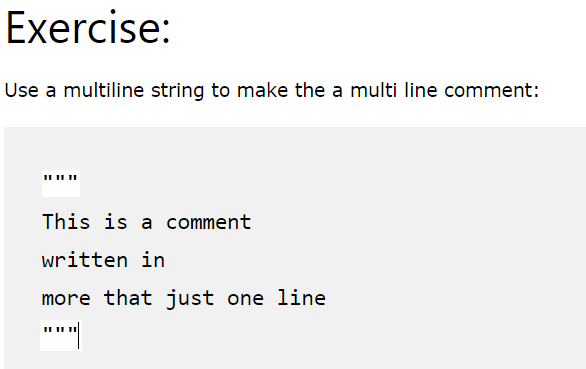 Exercise:
Use a multiline string to make the a multi line comment:
"""
This is a comment
written in
more that just one line
"""